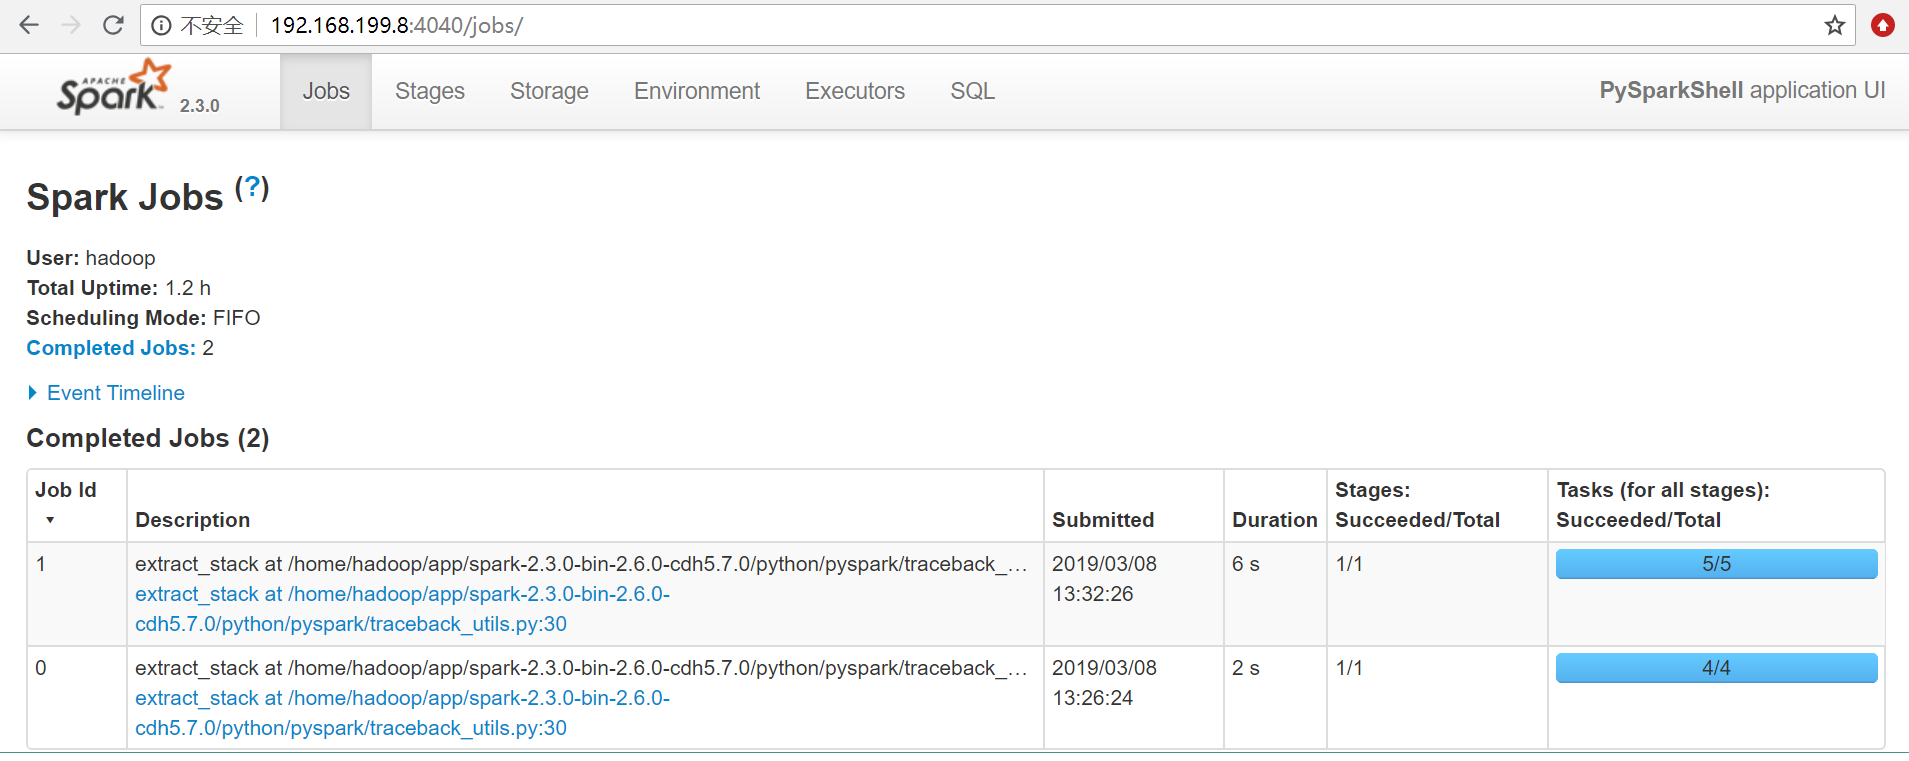 不安全 192.168.199.8:4040/jobs/
APACHE Spark™ 2.3.0 Jobs Stages Storage Environment Executors SQL PySparkShell application UI
Spark Jobs (?)
User: hadoop
Total Uptime: 1.2 h
Scheduling Mode: FIFO
Completed Jobs: 2
Event Timeline
Completed Jobs (2)
Job Id Description Submitted Duration Stages: Succeeded/Total Tasks (for all stages): Succeeded/Total
1 extract_stack at /home/hadoop/app/spark-2.3.0-bin-2.6.0-cdh5.7.0/python/pyspark/traceback_… 2019/03/08 6 s 1/1 5/5
extract_stack at /home/hadoop/app/spark-2.3.0-bin-2.6.0- 13:32:26
cdh5.7.0/python/pyspark/traceback_utils.py:30
0 extract_stack at /home/hadoop/app/spark-2.3.0-bin-2.6.0-cdh5.7.0/python/pyspark/traceback_… 2019/03/08 2 s 1/1 4/4
extract_stack at /home/hadoop/app/spark-2.3.0-bin-2.6.0- 13:26:24
cdh5.7.0/python/pyspark/traceback_utils.py:30